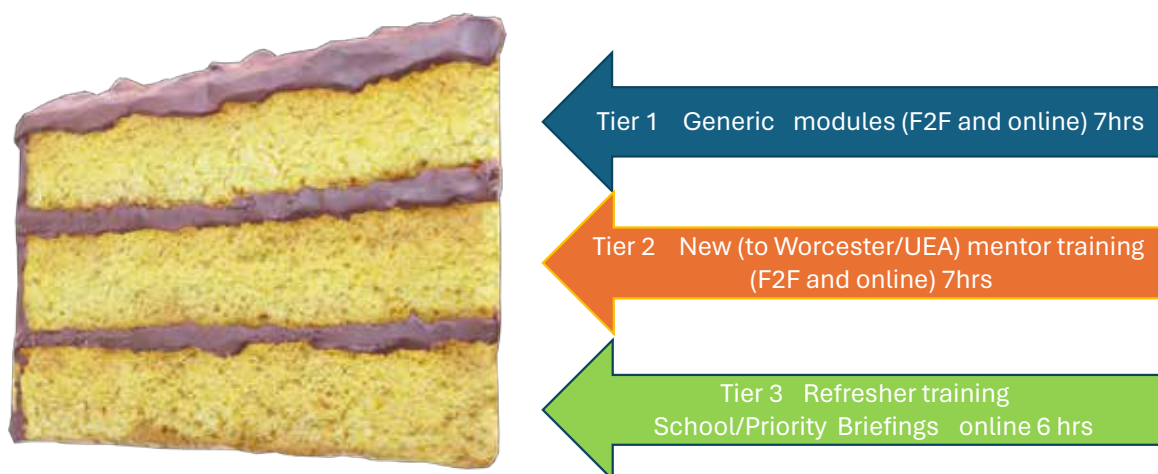 Tier 1 Generic modules (F2F and online) 7hrs
Tier 2 New (to Worcester/UEA) mentor training
(F2F and online) 7hrs
Tier 3 Refresher training
School/Priority Briefings online 6 hrs